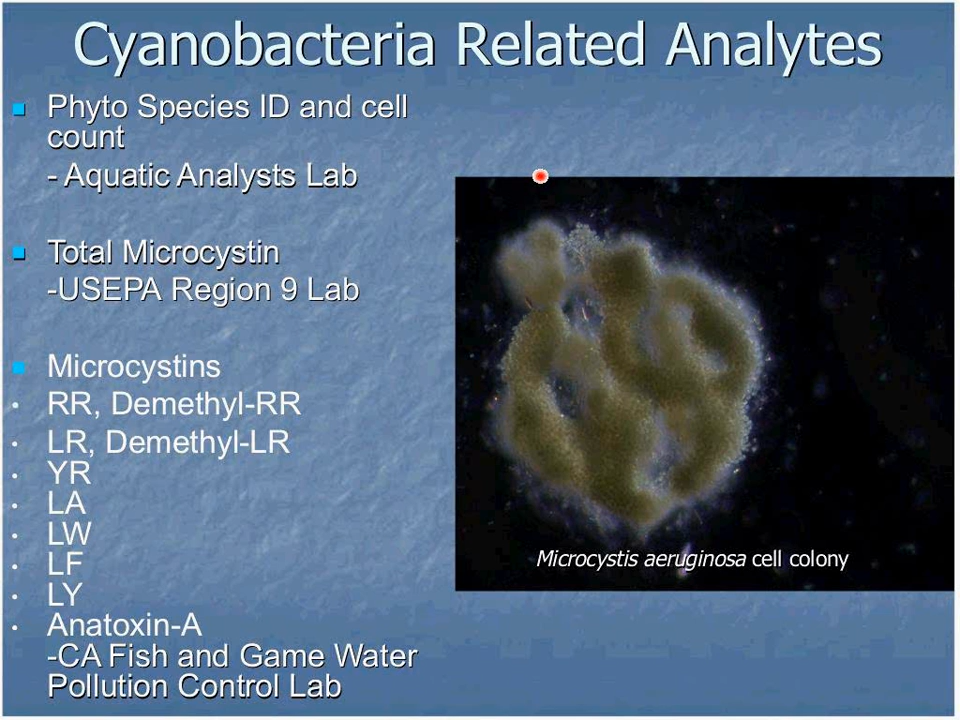 Cyanobacteria Related Analytes
Phyto Species ID and cell
count
- Aquatic Analysts Lab
Total Microcystin
-USEPA Region 9 Lab
Microcystins
RR, Demethyl-RR
LR, Demethyl-LR
YR
LA
LW
LF
LY
Anatoxin-A
-CA Fish and Game Water
Pollution Control Lab
Microcystis aeruginosa cell colony